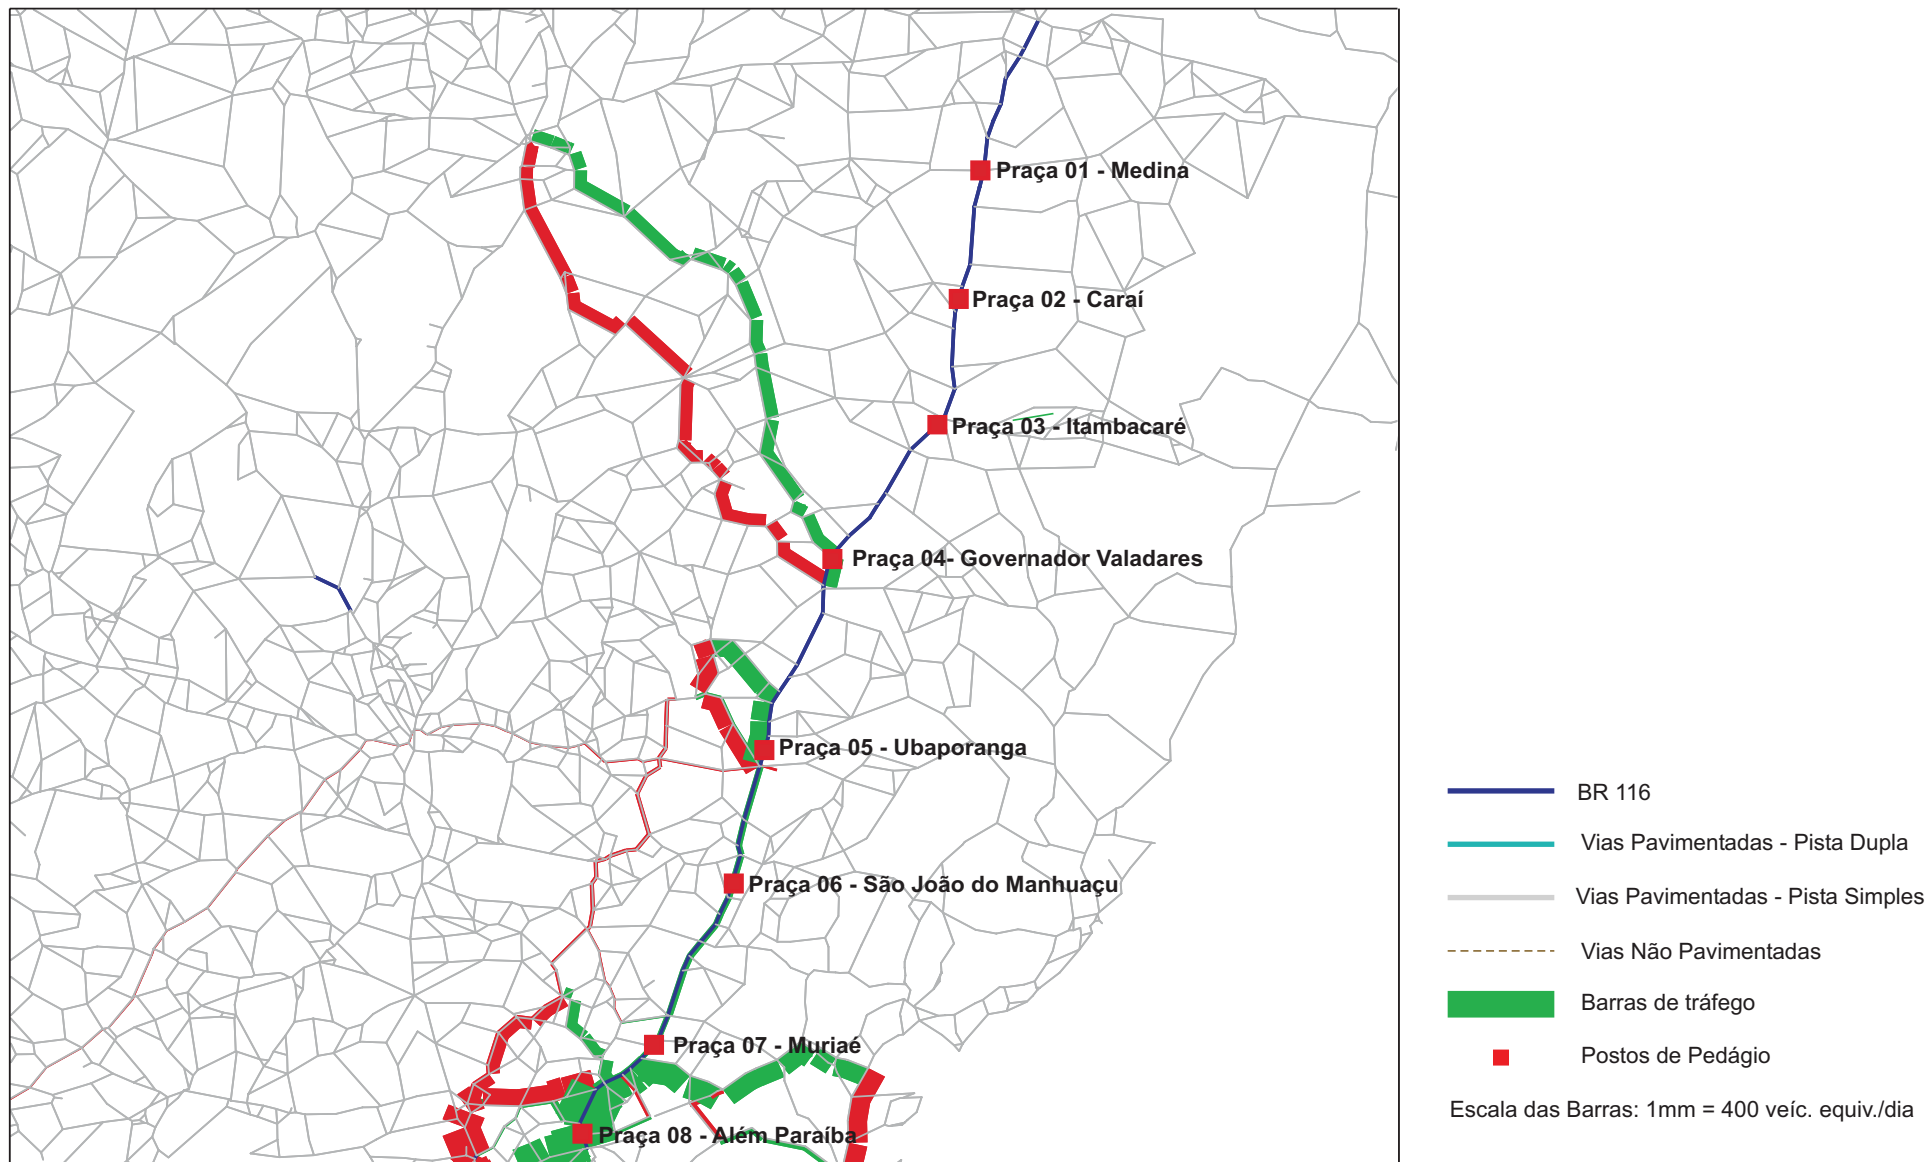 Praça 01 - Medina
Praça 02 - Caraí
Praça 03 - Itambacaré
Praça 04- Governador Valadares
Praça 05 - Ubaporanga
Praça 06 - São João do Manhuaçu
Praça 07 - Muriaé
Praça 08 - Além Paraíba
BR 116
Vias Pavimentadas - Pista Dupla
Vias Pavimentadas - Pista Simples
Vias Não Pavimentadas
Barras de tráfego
Postos de Pedágio
Escala das Barras: 1mm = 400 veíc. equiv./dia